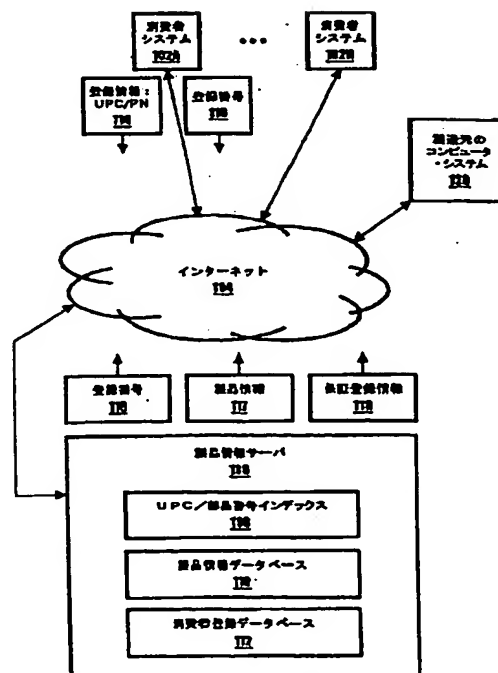 消費者
システム
102A
•••
消費者
システム
102N
登録情報：
UPC/PN
登録番号
製造元の
コンピュータ
・システム
インターネット
登録番号
製品情報
保証登録情報
製品情報サーバ
UPC／部品番号インデックス
製品情報データベース
消費者登録データベース